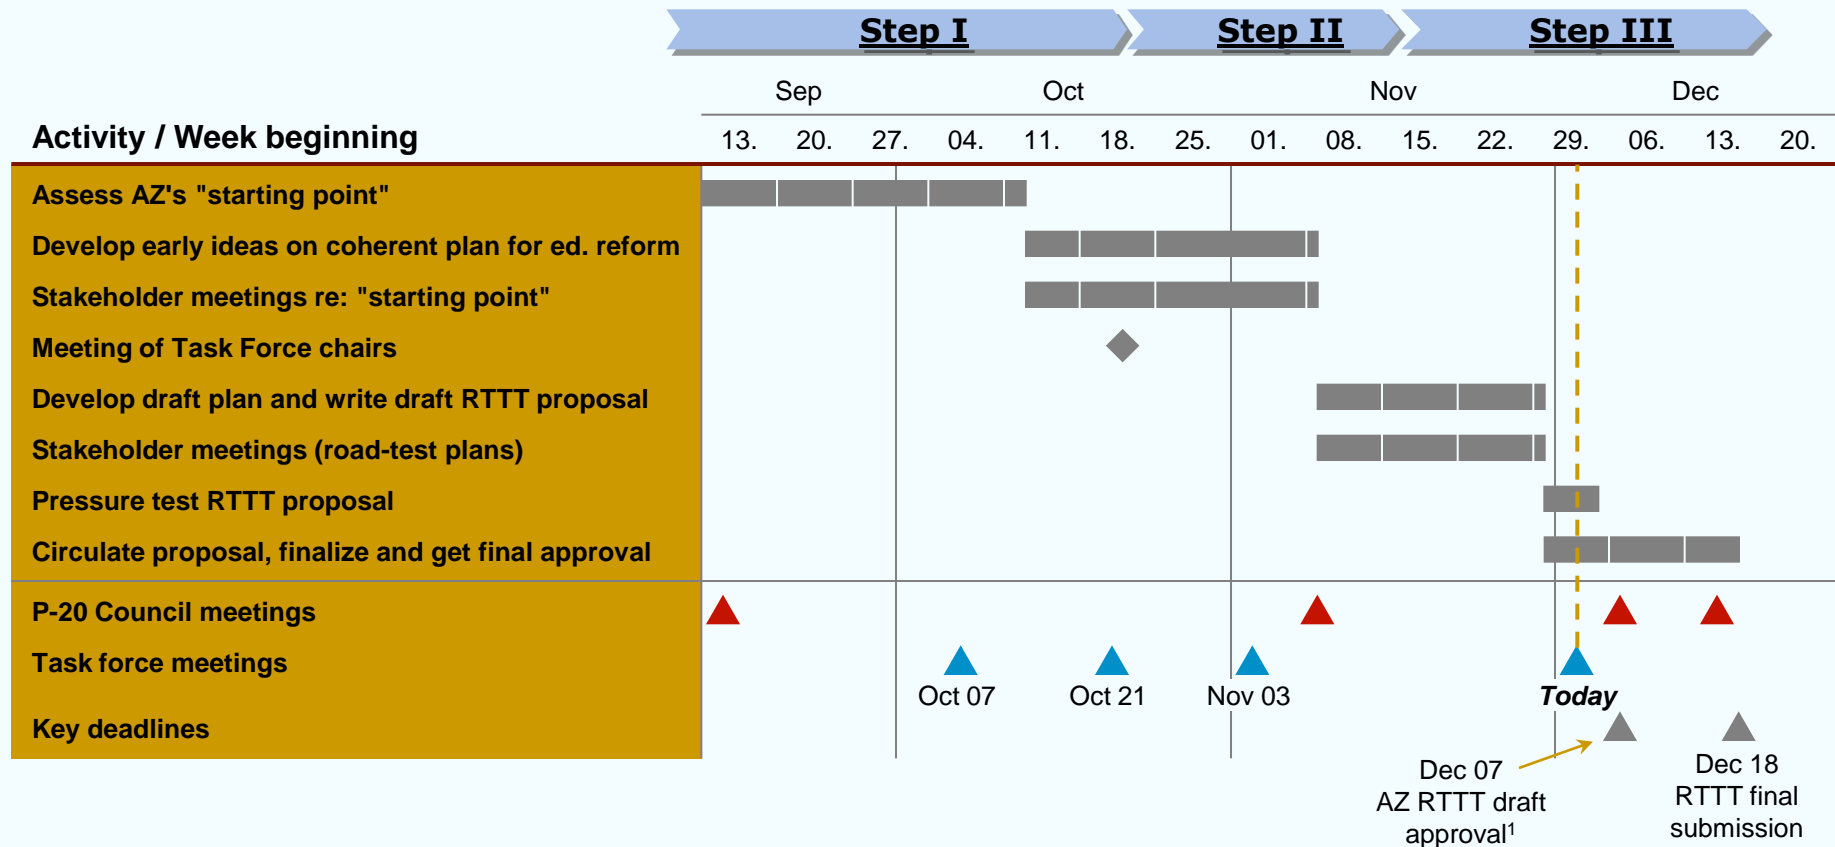 Step I Step II Step III
Sep Oct Nov Dec
Activity / Week beginning 13. 20. 27. 04. 11. 18. 25. 01. 08. 15. 22. 29. 06. 13. 20.
Assess AZ's "starting point"
Develop early ideas on coherent plan for ed. reform
Stakeholder meetings re: "starting point"
Meeting of Task Force chairs
Develop draft plan and write draft RTTT proposal
Stakeholder meetings (road-test plans)
Pressure test RTTT proposal
Circulate proposal, finalize and get final approval
P-20 Council meetings
Task force meetings
Oct 07 Oct 21 Nov 03 Today
Key deadlines
Dec 07
AZ RTTT draft
approval¹
Dec 18
RTTT final
submission